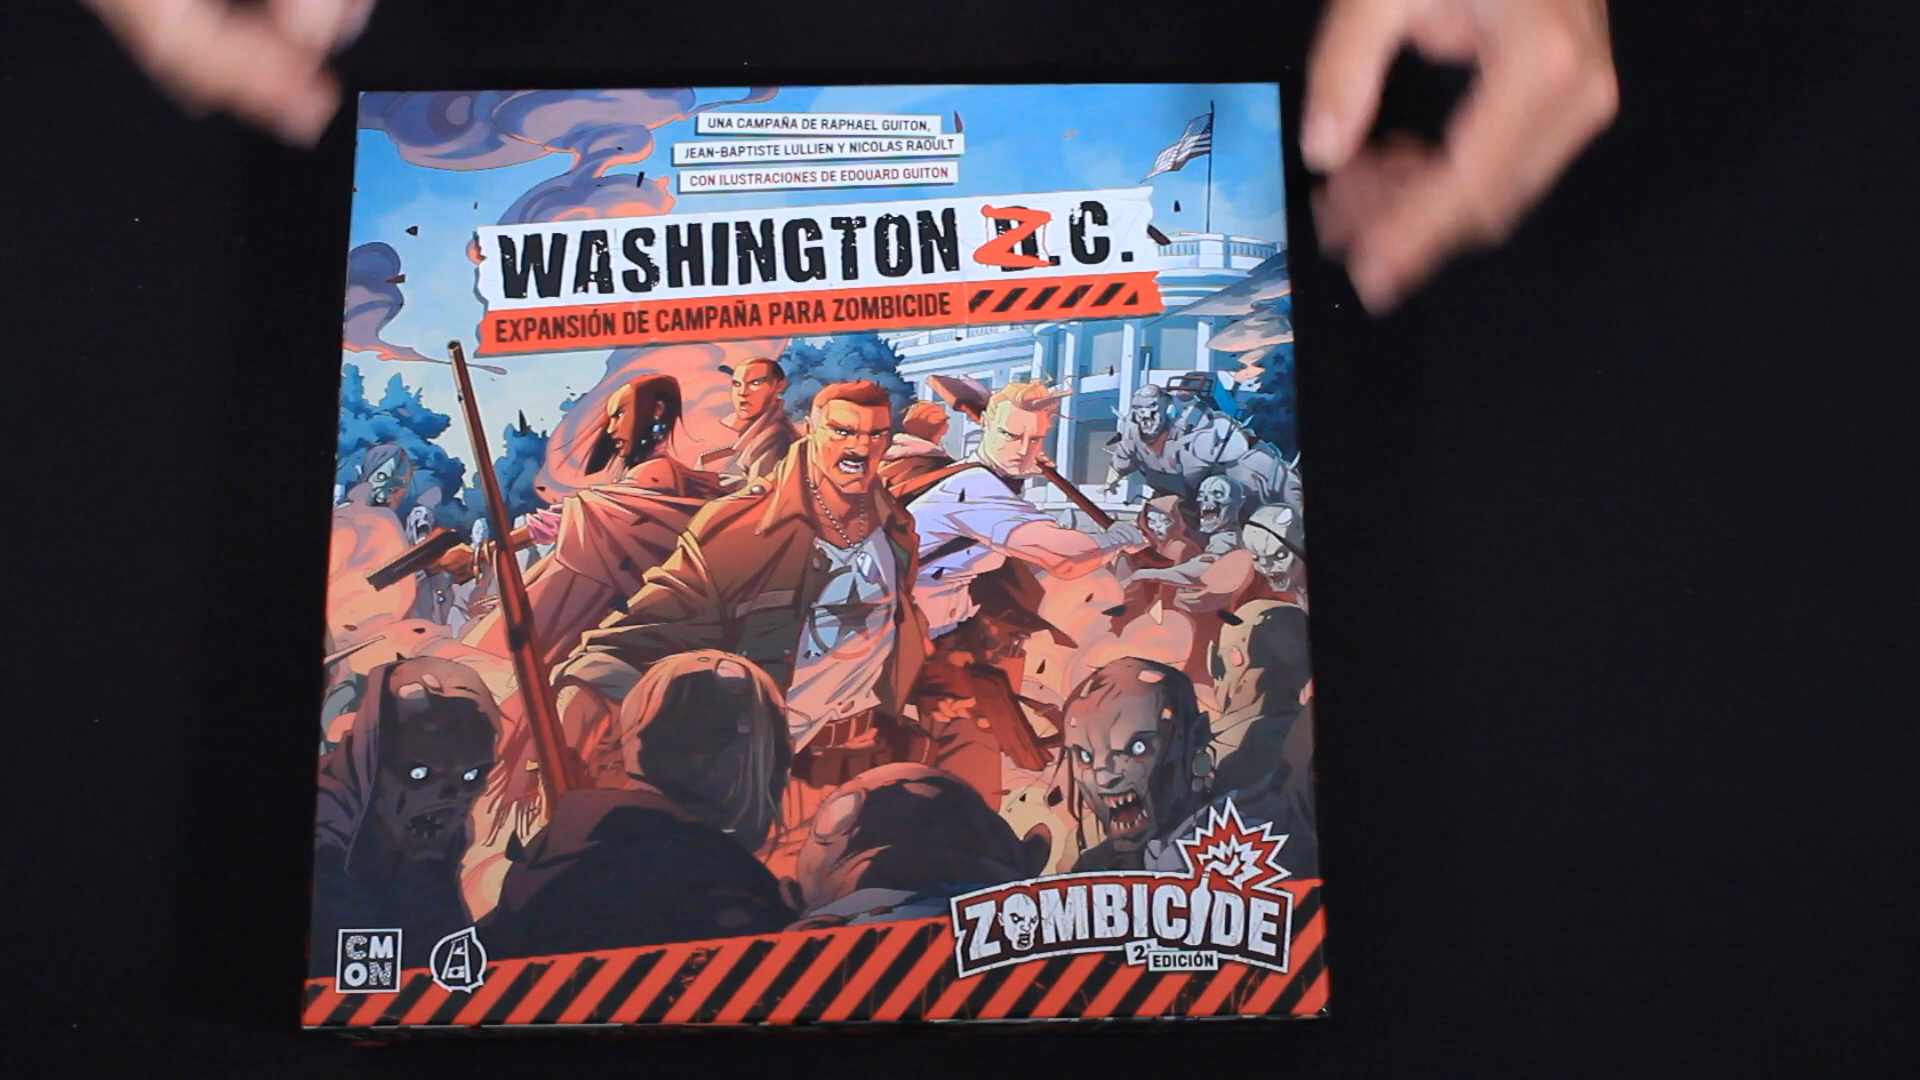 UNA CAMPAÑA DE RAPHAEL GUITON,
JEAN-BAPTISTE LULLIEN Y NICOLAS RAOULT
CON ILUSTRACIONES DE EDOUARD GUITON
WASHINGTON Z.C.
EXPANSIÓN DE CAMPAÑA PARA ZOMBICIDE
ZOMBICIDE
2ª EDICIÓN
CMON